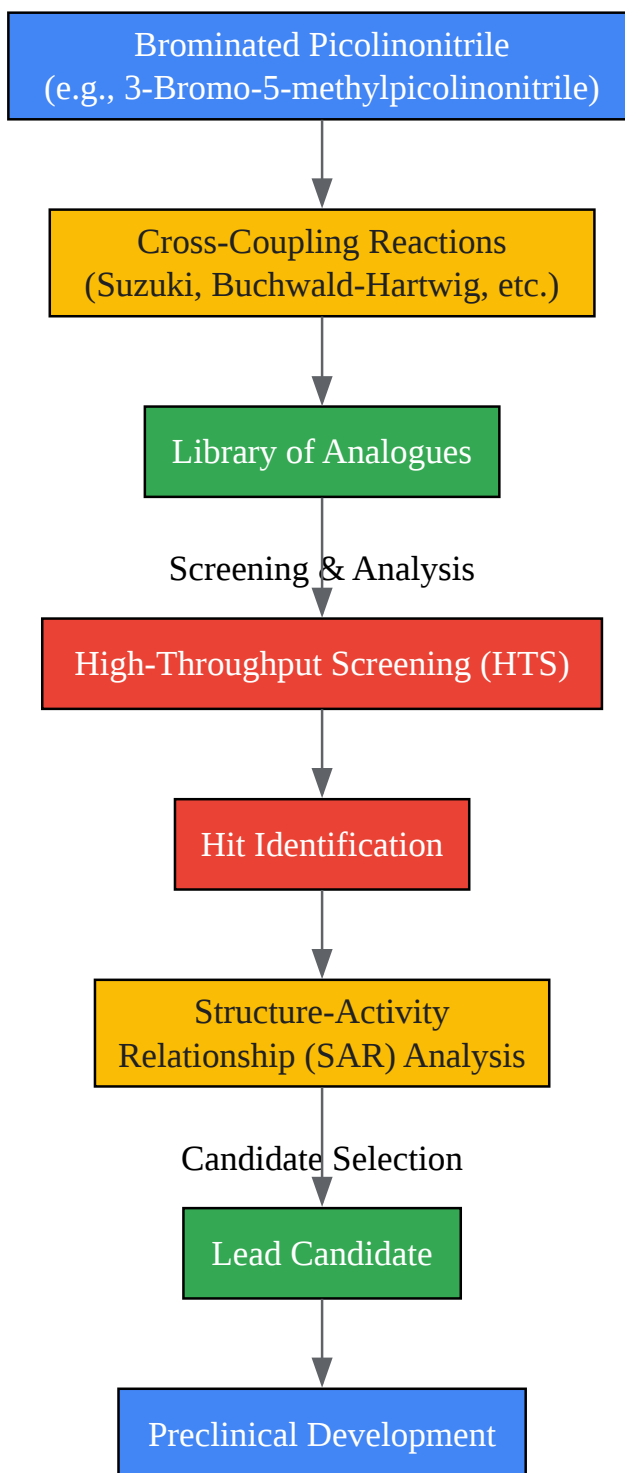 Brominated Picolinonitrile
(e.g., 3-Bromo-5-methylpicolinonitrile)
Cross-Coupling Reactions
(Suzuki, Buchwald-Hartwig, etc.)
Library of Analogues
Screening & Analysis
High-Throughput Screening (HTS)
Hit Identification
Structure-Activity
Relationship (SAR) Analysis
Candidate Selection
Lead Candidate
Preclinical Development